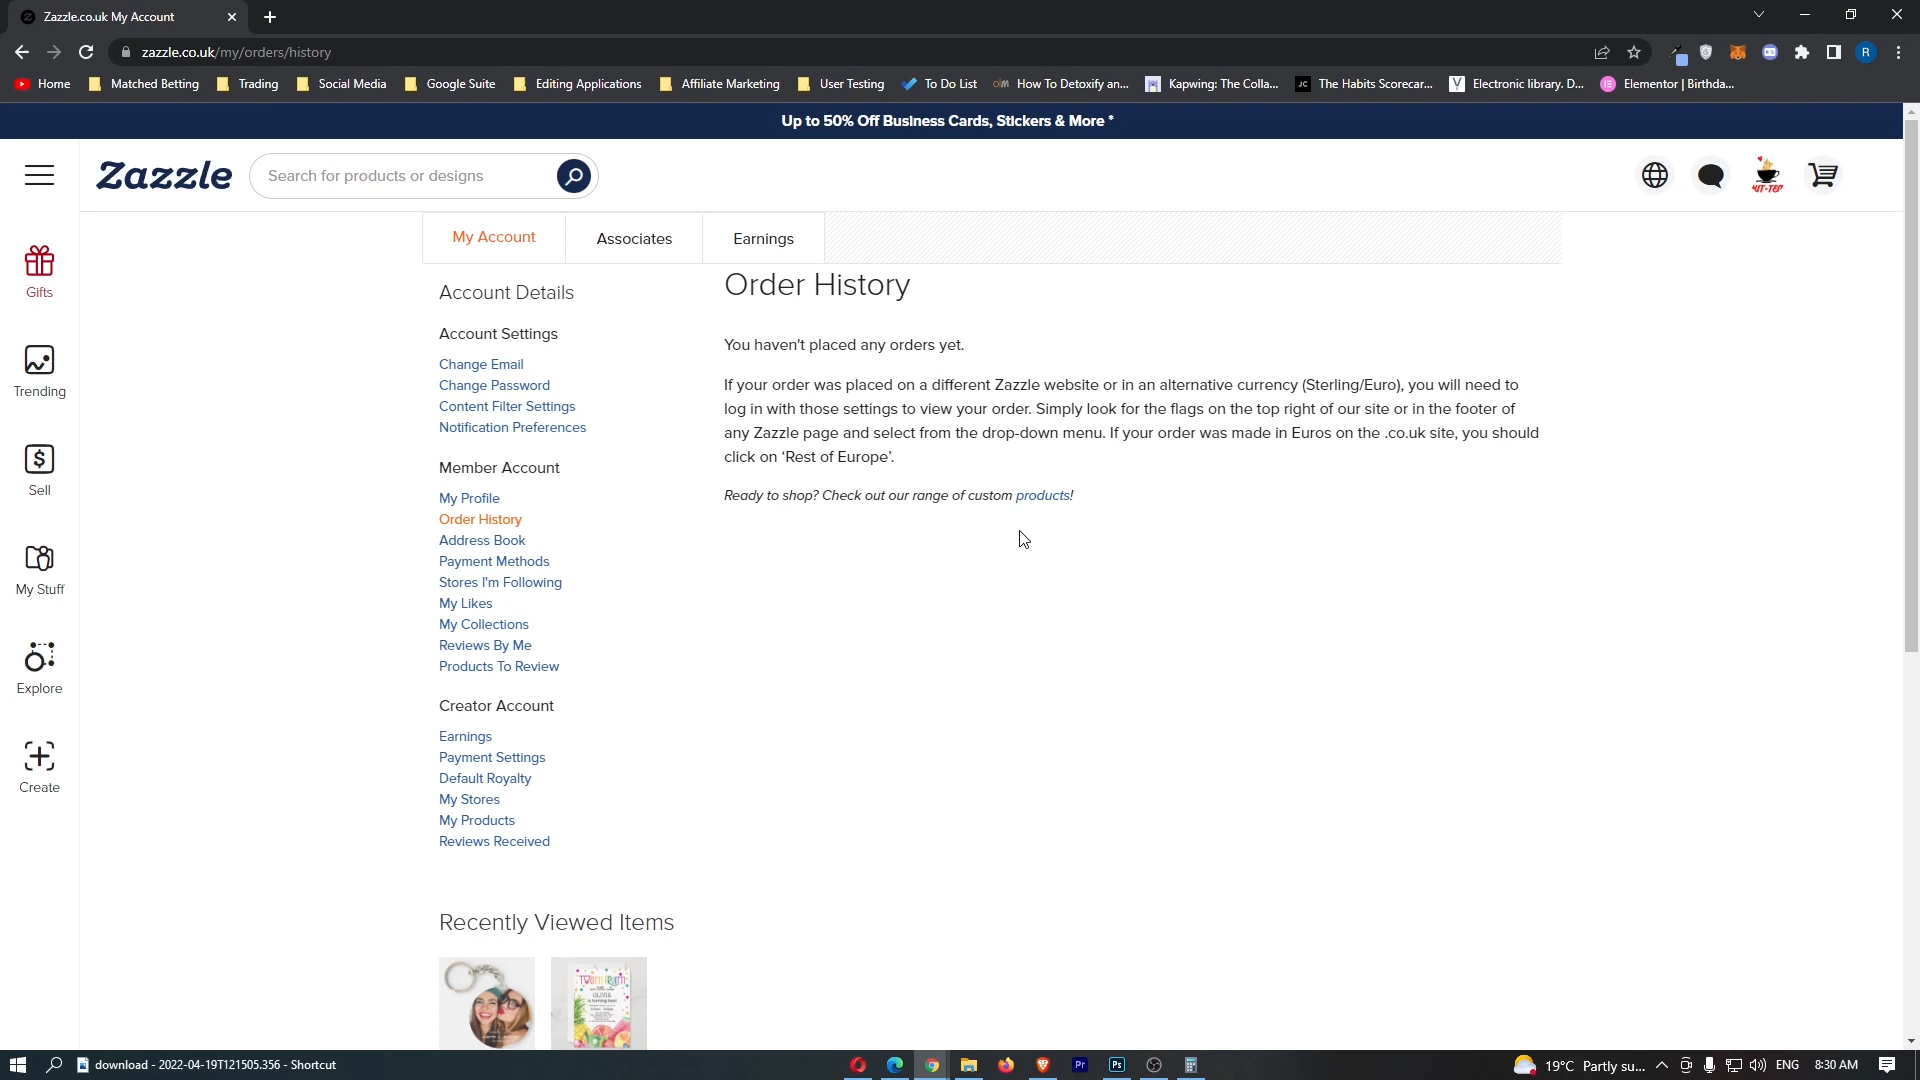 Zazzle.co.uk My Account
zazzle.co.uk/my/orders/history
R
Home
Matched Betting
Trading
Social Media
Google Suite
Editing Applications
Affiliate Marketing
User Testing
To Do List
How To Detoxify an...
Kapwing: The Colla...
JC The Habits Scorecar...
Electronic library. D...
Elementor | Birthda...
Up to 50% Off Business Cards, Stickers & More *
Zazzle
Search for products or designs
My Account
Associates
Earnings
Gifts
Trending
Sell
My Stuff
Explore
Create
Account Details
Account Settings
Change Email
Change Password
Content Filter Settings
Notification Preferences
Member Account
My Profile
Order History
Address Book
Payment Methods
Stores I'm Following
My Likes
My Collections
Reviews By Me
Products To Review
Creator Account
Earnings
Payment Settings
Default Royalty
My Stores
My Products
Reviews Received
Order History
You haven't placed any orders yet.
If your order was placed on a different Zazzle website or in an alternative currency (Sterling/Euro), you will need to
log in with those settings to view your order. Simply look for the flags on the top right of our site or in the footer of
any Zazzle page and select from the drop-down menu. If your order was made in Euros on the .co.uk site, you should
click on ‘Rest of Europe’.
Ready to shop? Check out our range of custom products!
Recently Viewed Items
OLIVIA
download - 2022-04-19T121505.356 - Shortcut
Pr
Ps
19°C Partly su...
ENG
8:30 AM